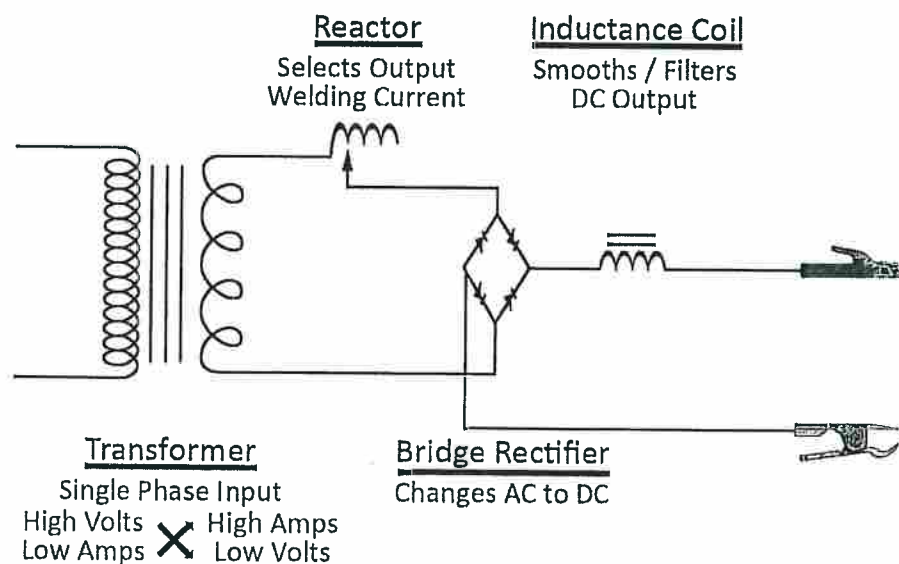 Reactor
Selects Output
Welding Current
Inductance Coil
Smooths / Filters
DC Output
Transformer
Single Phase Input
High Volts High Amps
Low Amps Low Volts
Bridge Rectifier
Changes AC to DC